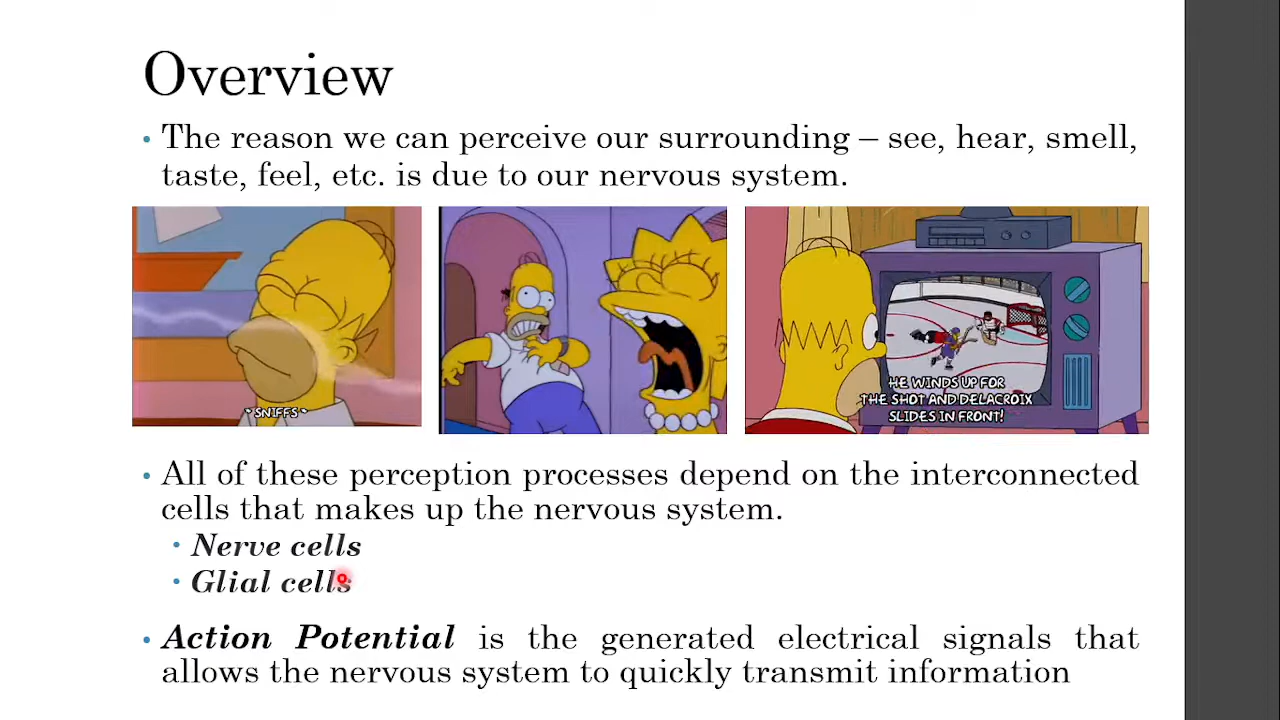 Overview
• The reason we can perceive our surrounding – see, hear, smell,
taste, feel, etc. is due to our nervous system.
*SNIFFS*
HE WINDS UP FOR
THE SHOT AND DELACROIX
SLIDES IN FRONT!
• All of these perception processes depend on the interconnected
cells that makes up the nervous system.
• Nerve cells
• Glial cells
• Action Potential is the generated electrical signals that
allows the nervous system to quickly transmit information